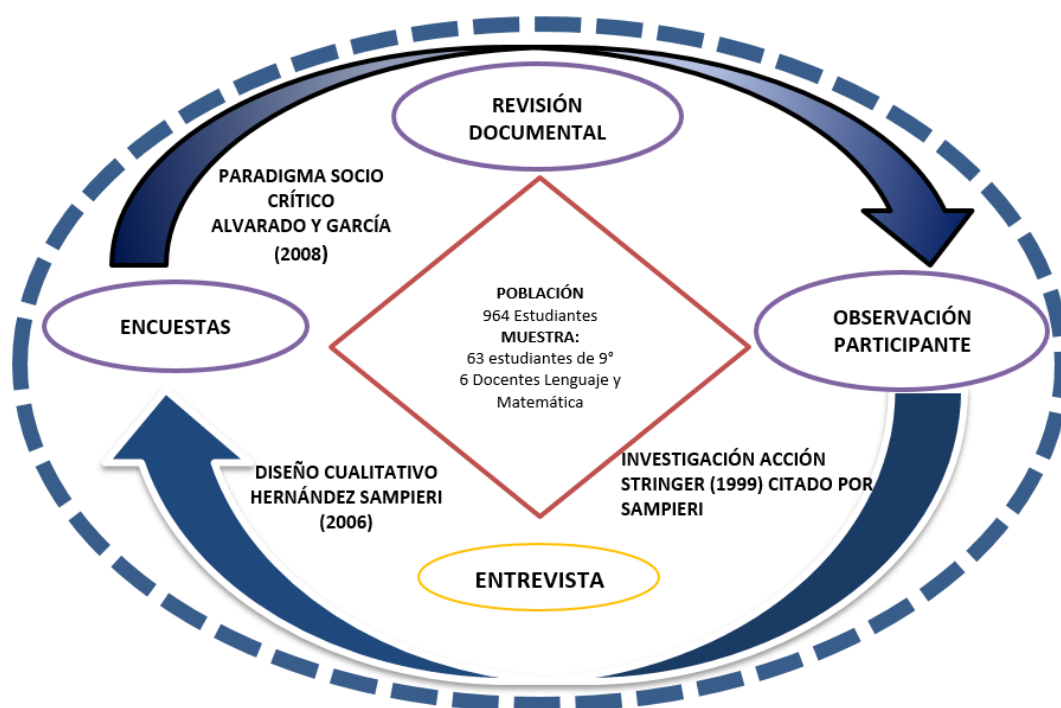 REVISIÓN
DOCUMENTAL
PARADIGMA SOCIO
CRÍTICO
ALVARADO Y GARCÍA
(2008)
ENCUESTAS
POBLACIÓN
964 Estudiantes
MUESTRA:
63 estudiantes de 9°
6 Docentes Lenguaje y
Matemática
OBSERVACIÓN
PARTICIPANTE
DISEÑO CUALITATIVO
HERNÁNDEZ SAMPIERI
(2006)
INVESTIGACIÓN ACCIÓN
STRINGER (1999) CITADO POR
SAMPIERI
ENTREVISTA